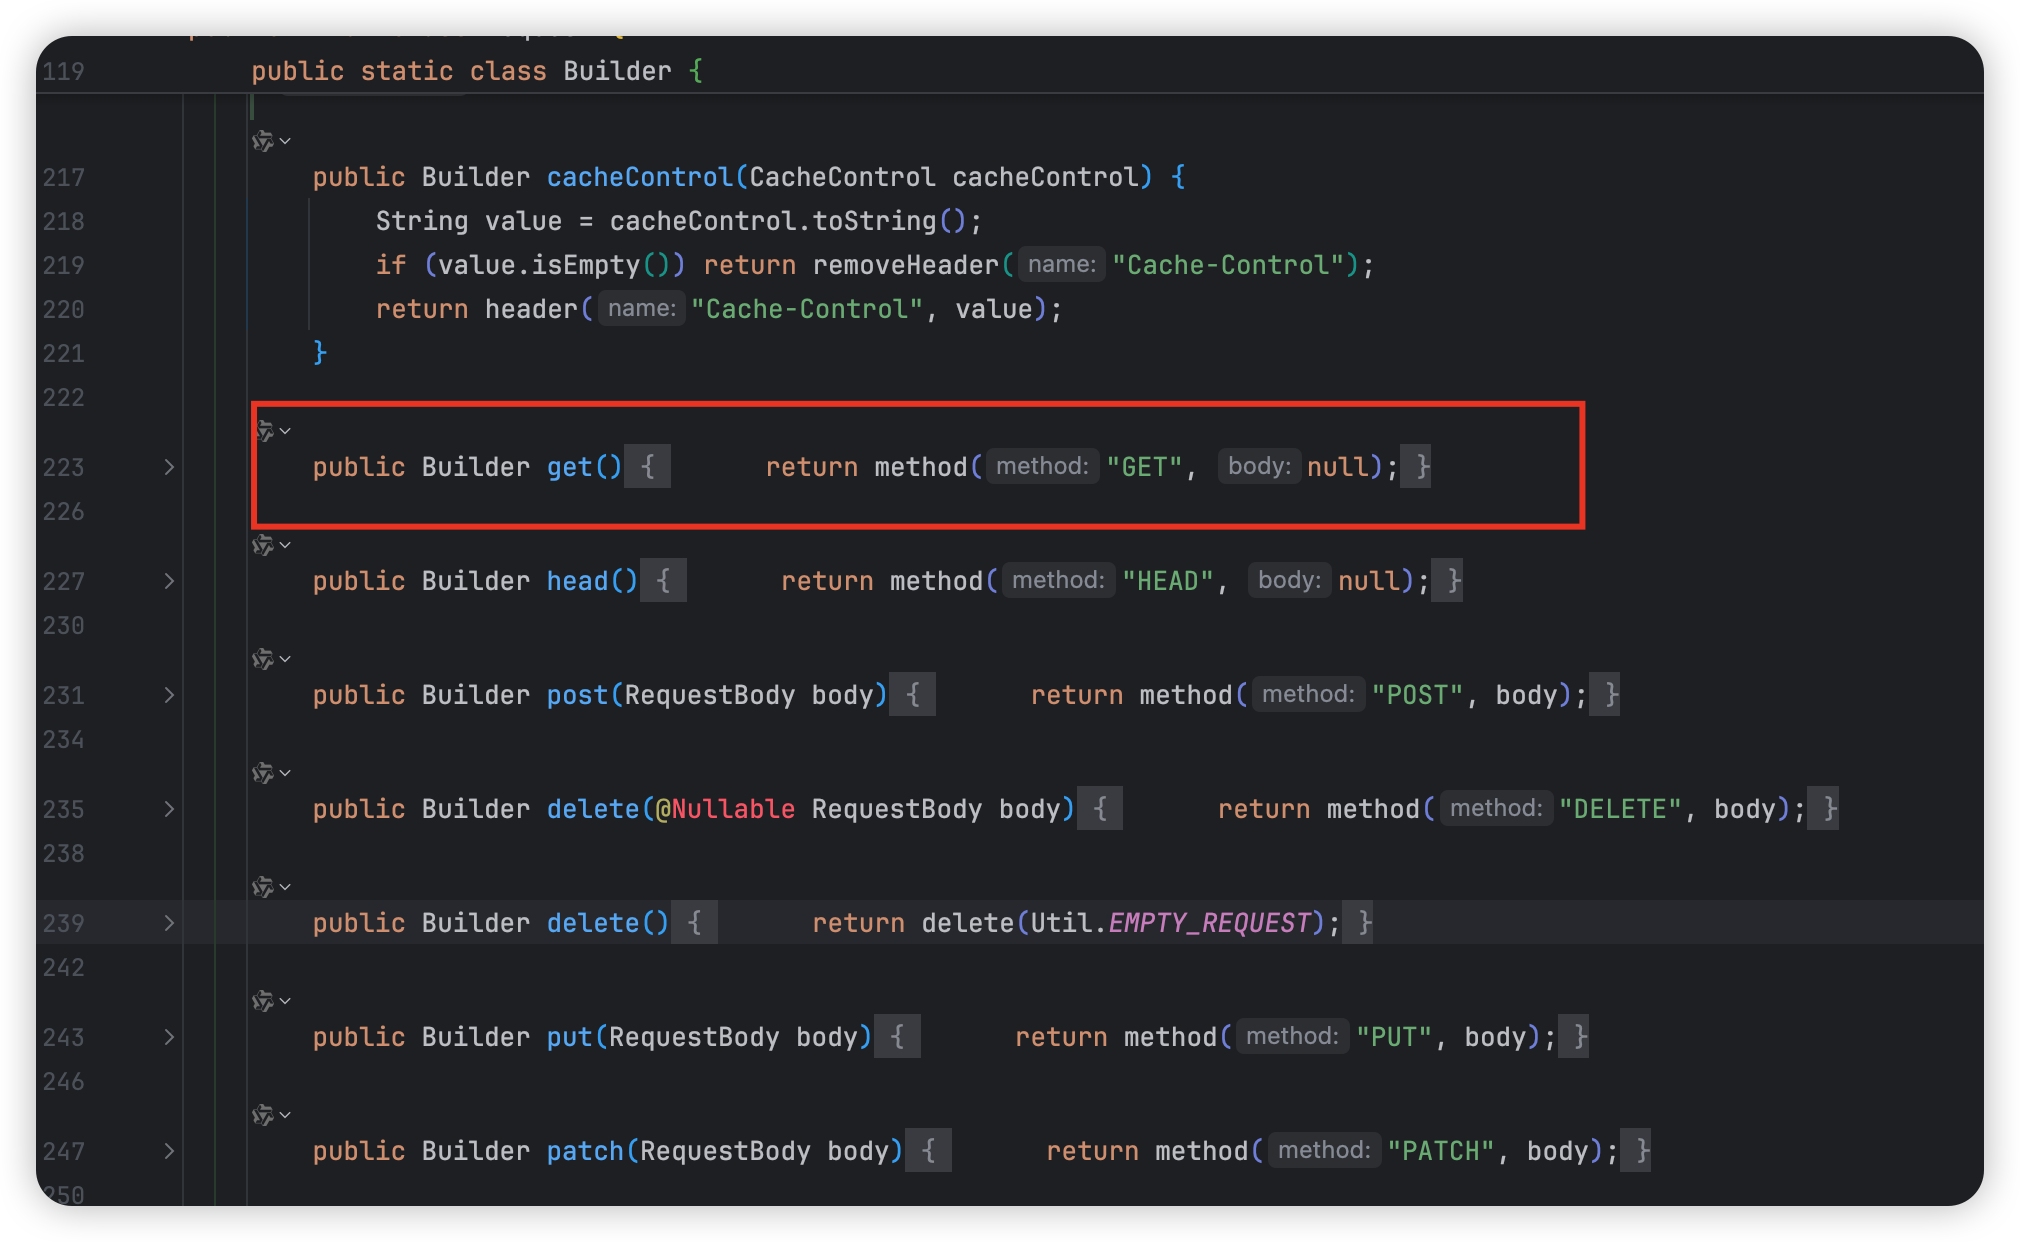 119 public static class Builder {
217 public Builder cacheControl(CacheControl cacheControl) {
218 String value = cacheControl.toString();
219 if (value.isEmpty()) return removeHeader( name: "Cache-Control");
220 return header( name: "Cache-Control", value);
221 }
222
223 public Builder get() { return method( method: "GET", body: null); }
226
227 public Builder head() { return method( method: "HEAD", body: null); }
230
231 public Builder post(RequestBody body) { return method( method: "POST", body); }
234
235 public Builder delete(@Nullable RequestBody body) { return method( method: "DELETE", body); }
238
239 public Builder delete() { return delete(Util.EMPTY_REQUEST); }
242
243 public Builder put(RequestBody body) { return method( method: "PUT", body); }
246
247 public Builder patch(RequestBody body) { return method( method: "PATCH", body); }
250